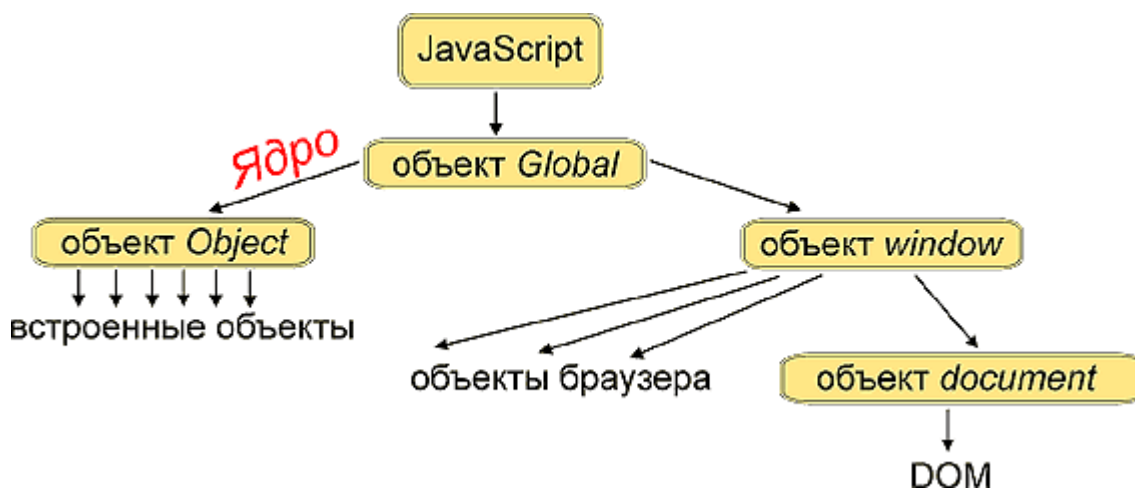 JavaScript
Ядро
объект Global
объект Object
объект window
встроенные объекты
объекты браузера
объект document
DOM